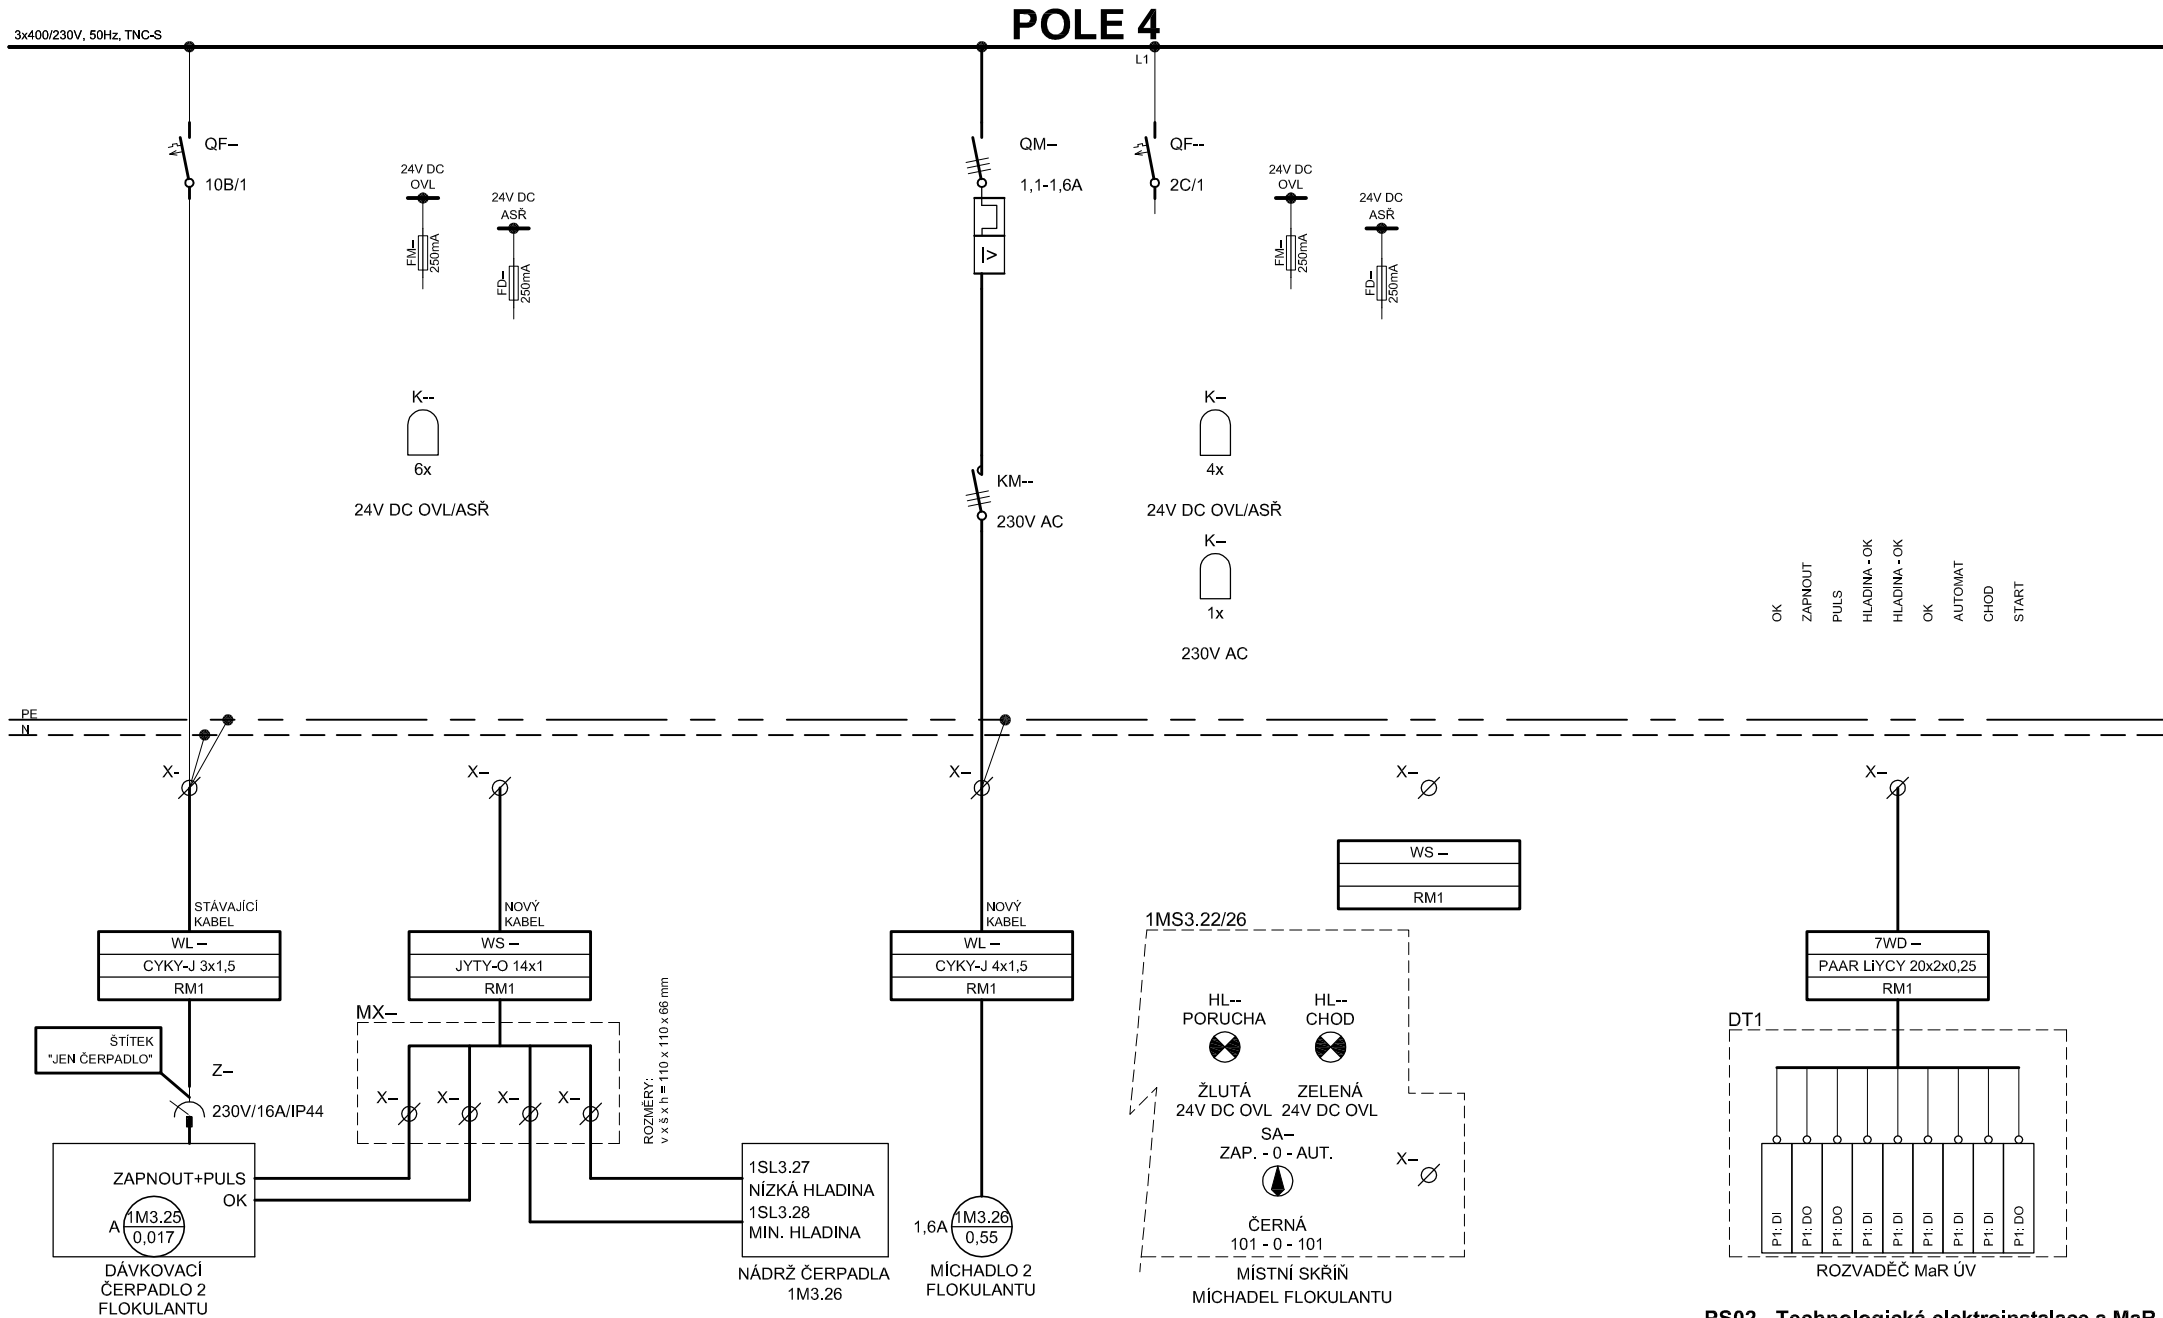 POLE 4
3x400/230V, 50Hz, TNC-S
L1
QF–
10B/1
24V DC
OVL
FM–
250mA
24V DC
ASŘ
FD–
250mA
QM–
1,1-1,6A
I>
QF--
2C/1
24V DC
OVL
FM–
250mA
24V DC
ASŘ
FD–
250mA
K--
6x
24V DC OVL/ASŘ
KM--
230V AC
K–
4x
24V DC OVL/ASŘ
K–
1x
230V AC
OK
ZAPNOUT
PULS
HLADINA - OK
HLADINA - OK
OK
AUTOMAT
CHOD
START
PE
N
X-
X–
X–
X–
X–
STÁVAJÍCÍ
KABEL
WL –
CYKY-J 3x1,5
RM1
NOVÝ
KABEL
WS –
JYTY-O 14x1
RM1
NOVÝ
KABEL
WL –
CYKY-J 4x1,5
RM1
WS –
RM1
7WD –
PAAR LiYCY 20x2x0,25
RM1
ŠTÍTEK
"JEN ČERPADLO"
Z–
230V/16A/IP44
MX–
X–
X–
X–
X–
ROZMĚRY:
v x š x h = 110 x 110 x 66 mm
ZAPNOUT+PULS
OK
A
1M3.25
0,017
DÁVKOVACÍ
ČERPADLO 2
FLOKULANTU
1SL3.27
NÍZKÁ HLADINA
1SL3.28
MIN. HLADINA
NÁDRŽ ČERPADLA
1M3.26
1,6A
1M3.26
0,55
MÍCHADLO 2
FLOKULANTU
1MS3.22/26
HL--
PORUCHA
ŽLUTÁ
24V DC OVL
HL--
CHOD
ZELENÁ
24V DC OVL
SA–
ZAP. - 0 - AUT.
ČERNÁ
101 - 0 - 101
X–
MÍSTNÍ SKŘÍŇ
MÍCHADEL FLOKULANTU
DT1
P1: DI
P1: DO
P1: DO
P1: DI
P1: DI
P1: DI
P1: DI
P1: DI
P1: DO
ROZVADĚČ MaR ÚV
PS02 - Technologická elektroinstalace a MaR